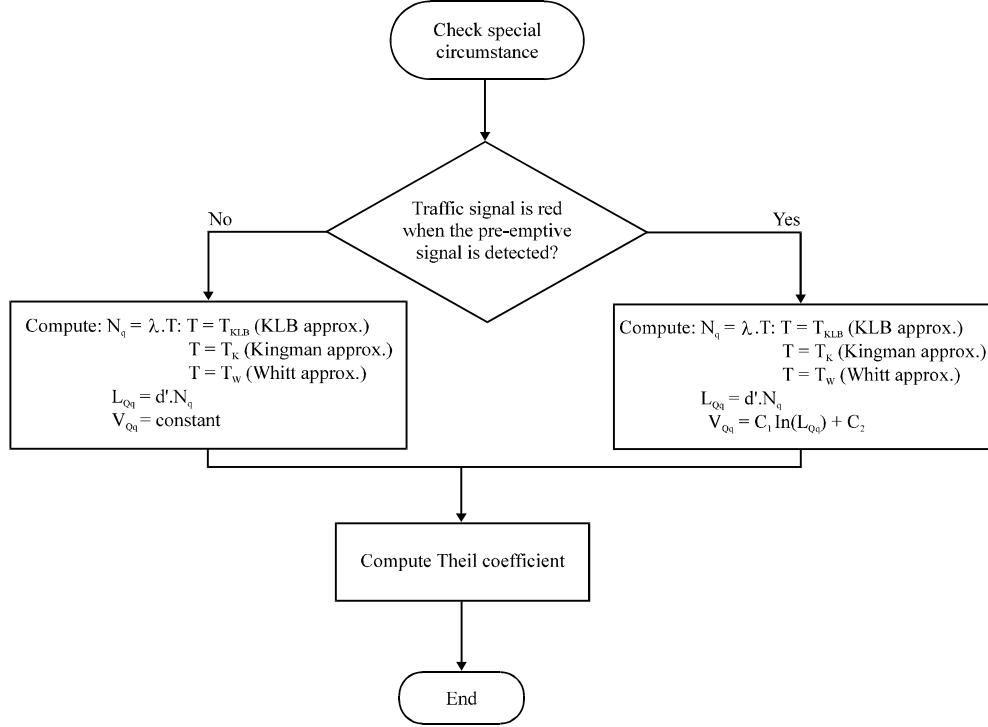 Check special
circumstance
Traffic signal is red
when the pre-emptive
signal is detected?
No
Yes
Compute: Nq = λ.T: T = TKLB (KLB approx.)
T = TK (Kingman approx.)
T = TW (Whitt approx.)
LQq = d'.Nq
VQq = constant
Compute: Nq = λ.T: T = TKLB (KLB approx.)
T = TK (Kingman approx.)
T = TW (Whitt approx.)
LQq = d'.Nq
VQq = C1 In(LQq) + C2
Compute Theil coefficient
End